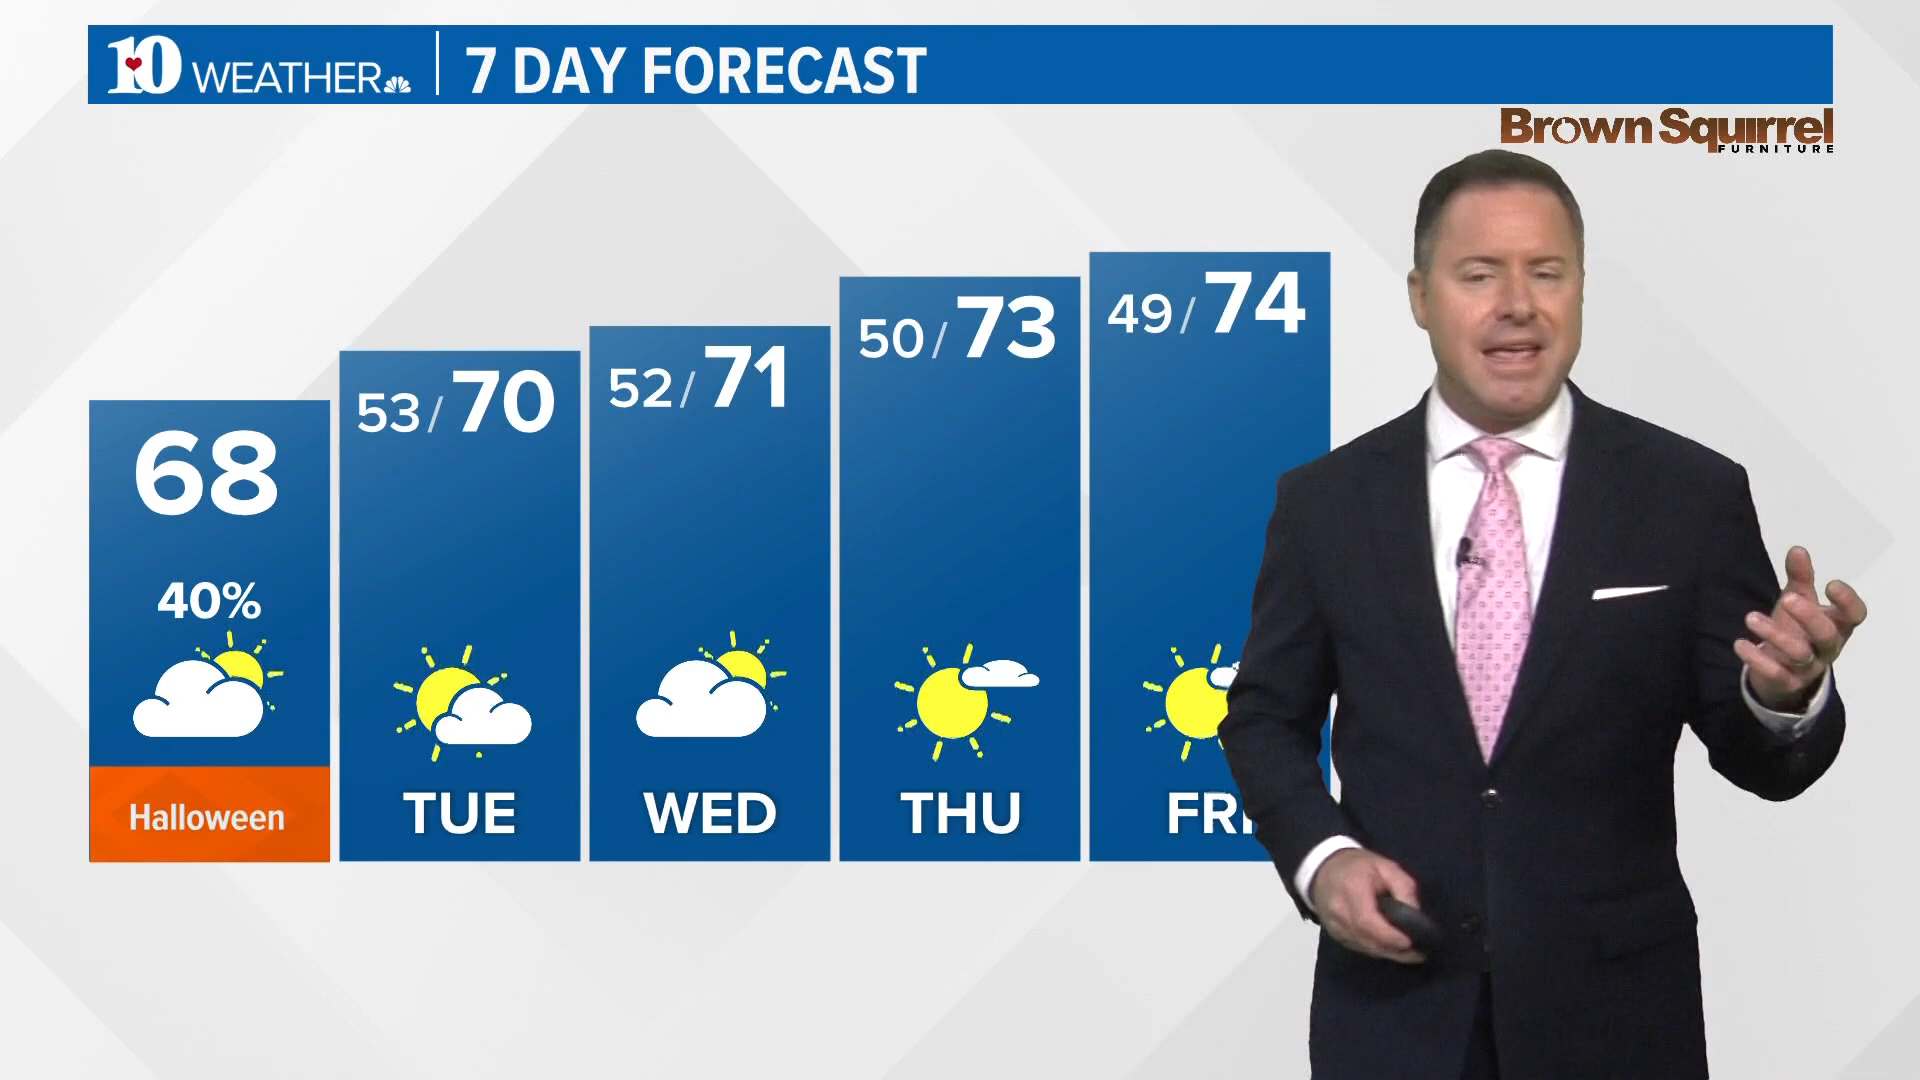 10 WEATHER
7 DAY FORECAST
Brown Squirrel
FURNITURE
68
40%
Halloween
53/70
TUE
52/71
WED
50/73
THU
49/74
FRI